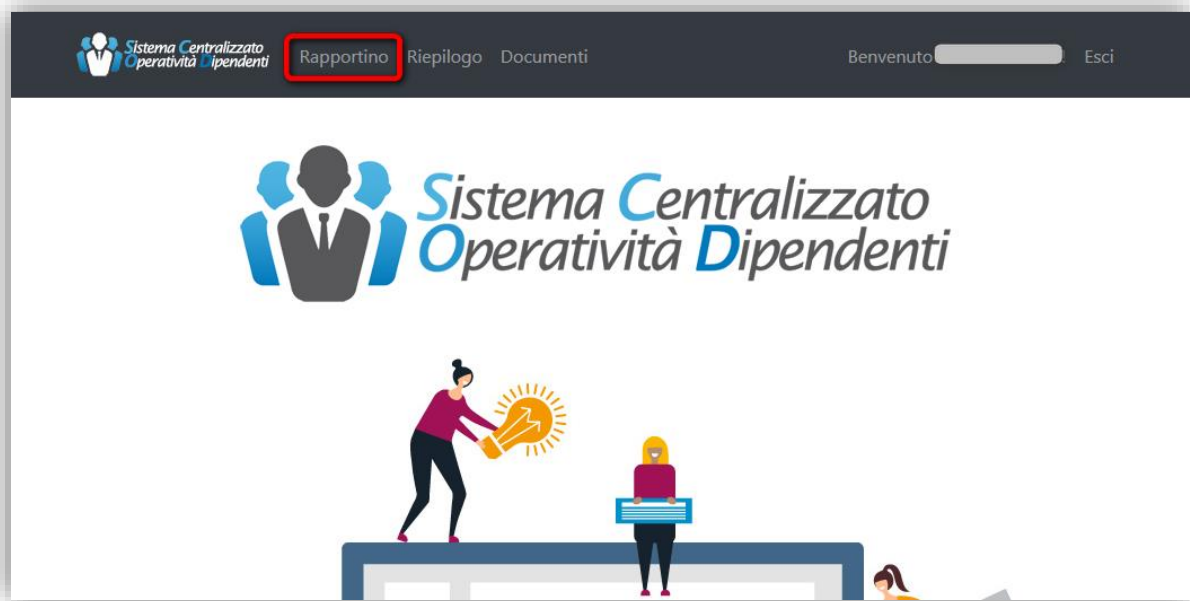 Sistema Centralizzato
Operatività Dipendenti
Rapportino Riepilogo Documenti Benvenuto Esci
Sistema Centralizzato
Operatività Dipendenti